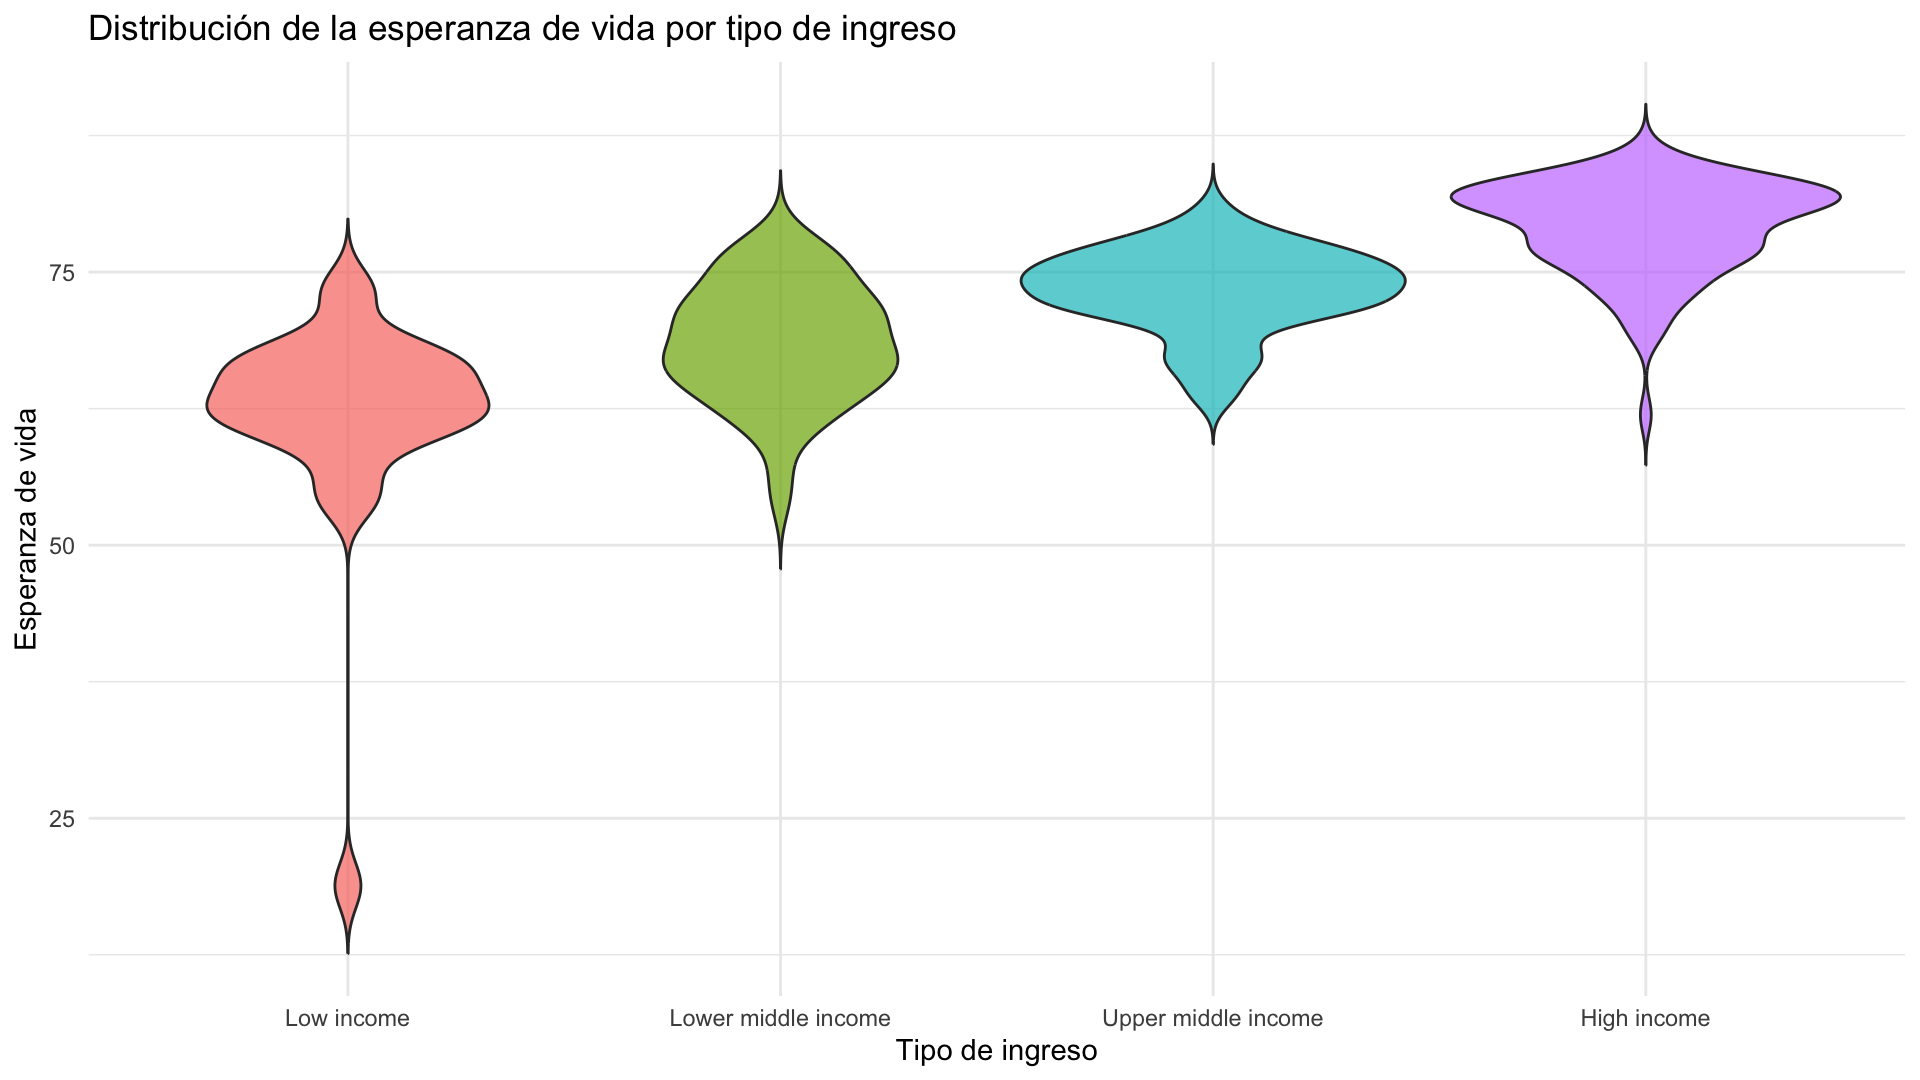 Distribución de la esperanza de vida por tipo de ingreso
Esperanza de vida
75
50
25
Low income
Lower middle income
Upper middle income
High income
Tipo de ingreso